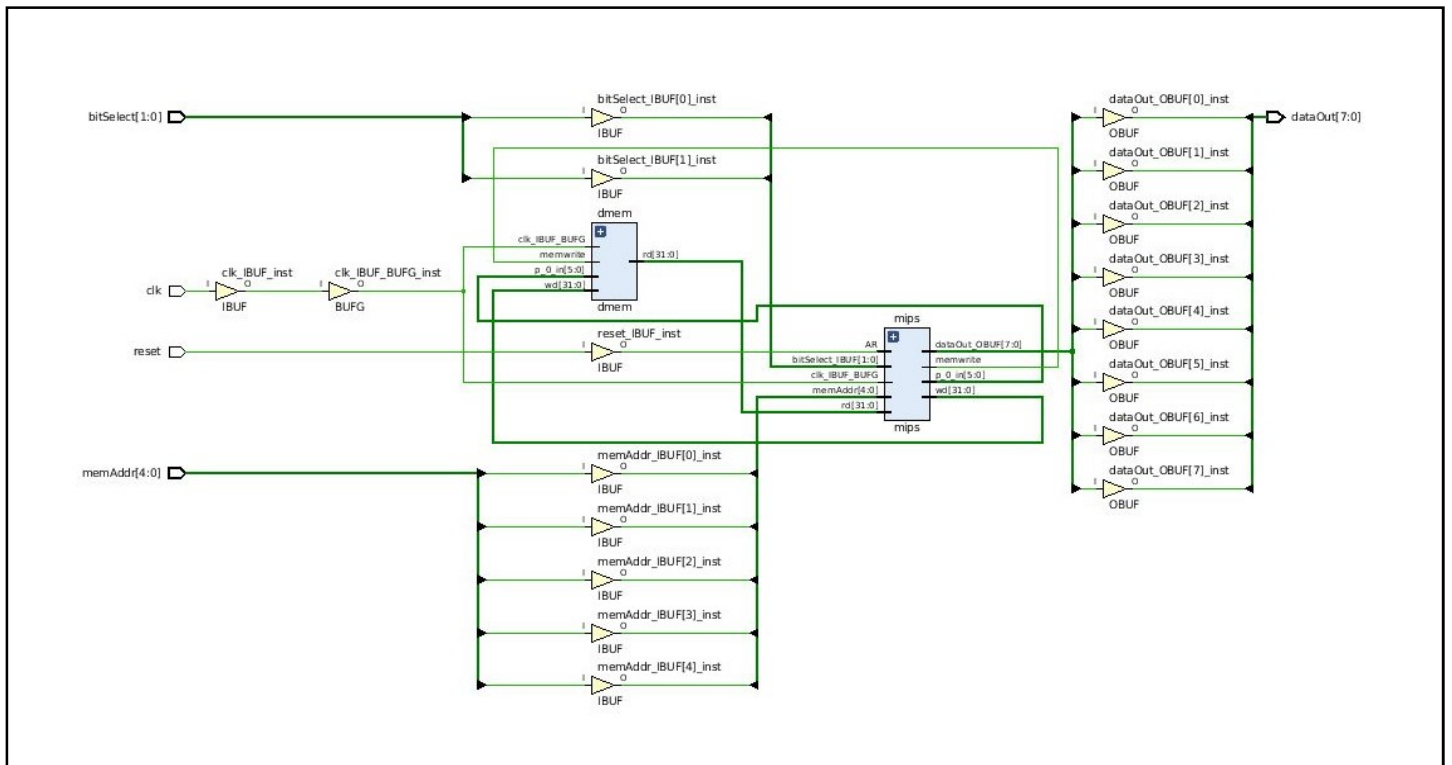 bitSelect[1:0]
bitSelect_IBUF[0]_inst
I
O
IBUF
bitSelect_IBUF[1]_inst
I
O
IBUF
dmem
clk_IBUF_BUFG
memwrite
p_0_in[5:0]
wd[31:0]
rd[31:0]
dmem
clk
clk_IBUF_inst
I
O
IBUF
clk_IBUF_BUFG_inst
I
O
BUFG
reset
reset_IBUF_inst
I
O
IBUF
mips
AR
bitSelect_IBUF[1:0]
clk_IBUF_BUFG
memAddr[4:0]
rd[31:0]
dataOut_OBUF[7:0]
memwrite
p_0_in[5:0]
wd[31:0]
mips
memAddr[4:0]
memAddr_IBUF[0]_inst
I
O
IBUF
memAddr_IBUF[1]_inst
I
O
IBUF
memAddr_IBUF[2]_inst
I
O
IBUF
memAddr_IBUF[3]_inst
I
O
IBUF
memAddr_IBUF[4]_inst
I
O
IBUF
dataOut_OBUF[0]_inst
I
O
OBUF
dataOut_OBUF[1]_inst
I
O
OBUF
dataOut_OBUF[2]_inst
I
O
OBUF
dataOut_OBUF[3]_inst
I
O
OBUF
dataOut_OBUF[4]_inst
I
O
OBUF
dataOut_OBUF[5]_inst
I
O
OBUF
dataOut_OBUF[6]_inst
I
O
OBUF
dataOut_OBUF[7]_inst
I
O
OBUF
dataOut[7:0]